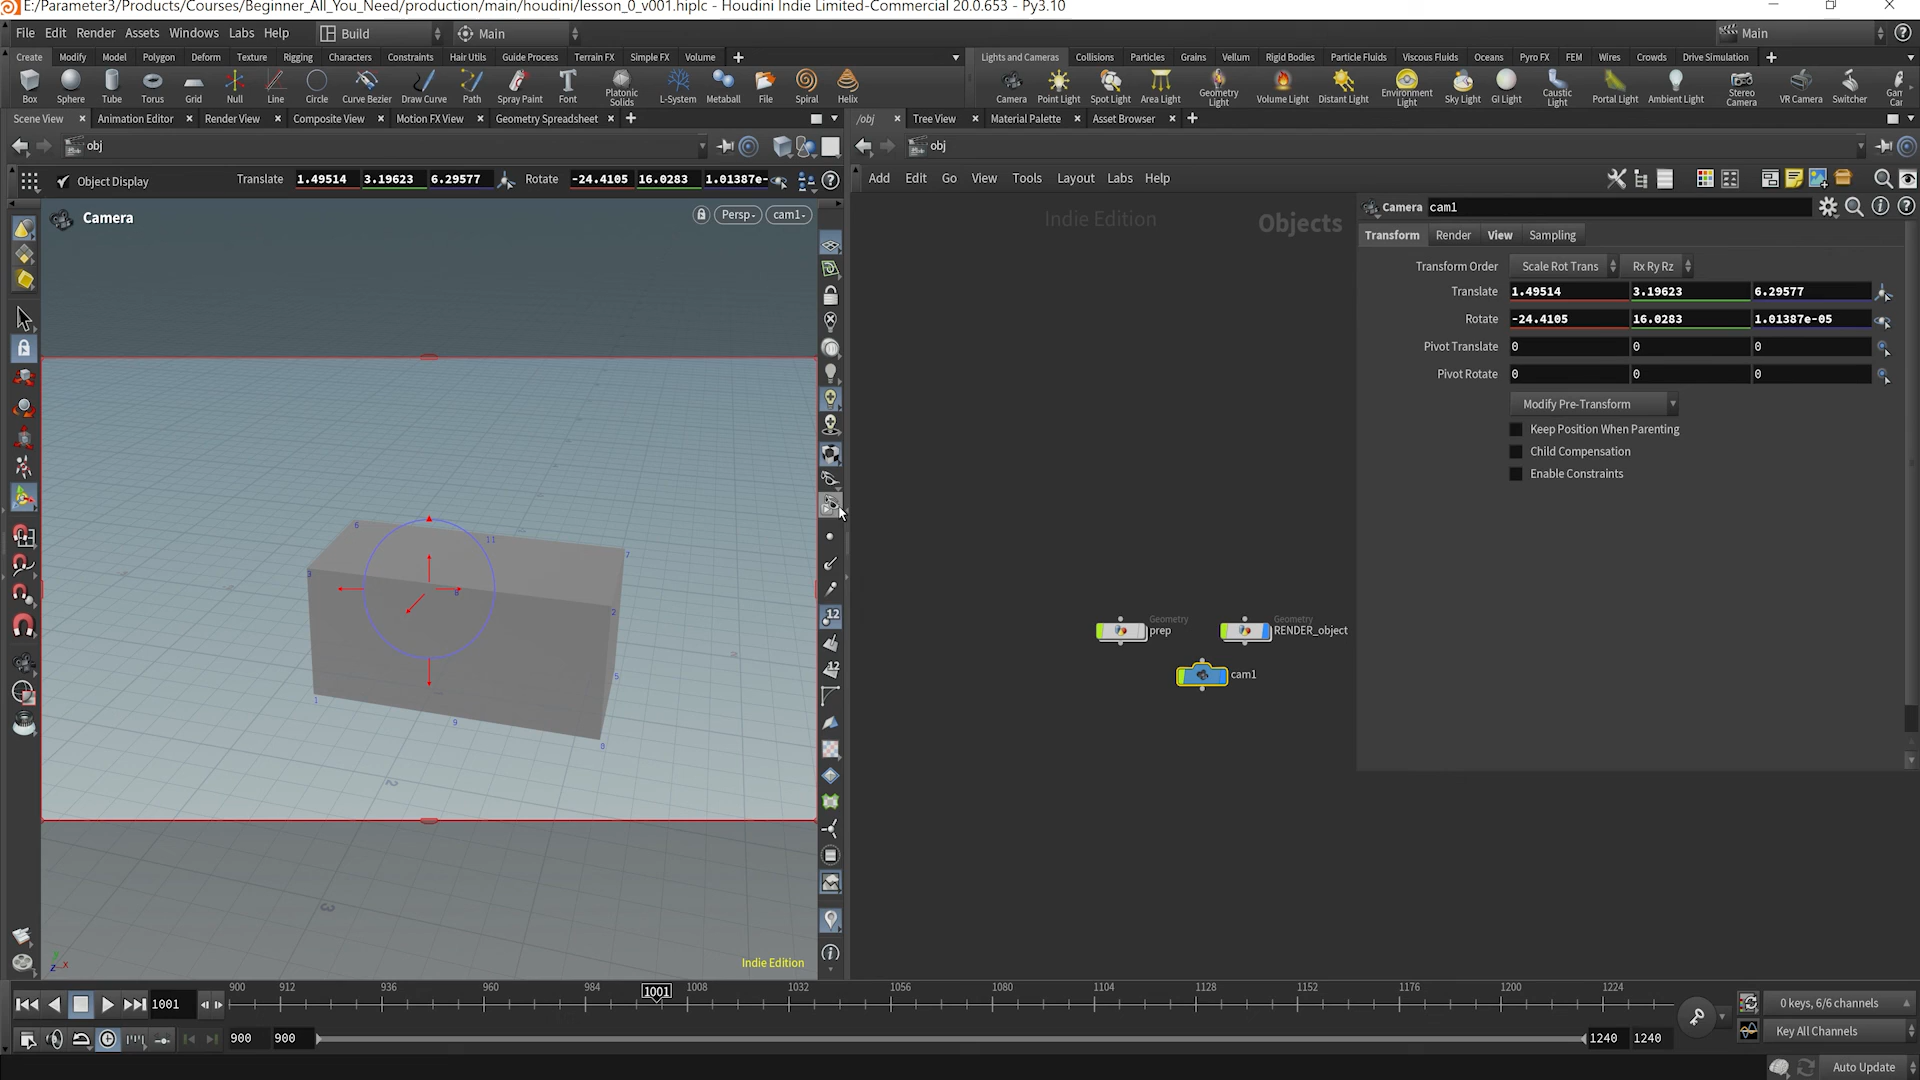 E:/Parameter3/Products/Courses/Beginner_All_You_Need/production/main/houdini/lesson_0_v001.hiplc - Houdini Indie Limited-Commercial 20.0.653 - Py3.10
File Edit Render Assets Windows Labs Help Build Main Main
Create Modify Model Polygon Deform Texture Rigging Characters Constraints Hair Utils Guide Process Terrain FX Simple FX Volume
Lights and Cameras Collisions Particles Grains Vellum Rigid Bodies Particle Fluids Viscous Fluids Oceans Pyro FX FEM Wires Crowds Drive Simulation
Box Sphere Tube Torus Grid Null Line Circle Curve Bezier Draw Curve Path Spray Paint Font Platonic Solids L-System Metaball File Spiral Helix
Camera Point Light Spot Light Area Light Geometry Light Volume Light Distant Light Environment Light Sky Light GI Light Caustic Light Portal Light Ambient Light Stereo Camera VR Camera Switcher
Scene View Animation Editor Render View Composite View Motion FX View Geometry Spreadsheet
/obj Tree View Material Palette Asset Browser
obj
obj
Object Display Translate 1.49514 3.19623 6.29577 Rotate -24.4105 16.0283 1.01387e-
Add Edit Go View Tools Layout Labs Help
Camera
Persp cam1
Indie Edition
Objects
Camera cam1
Transform Render View Sampling
Transform Order Scale Rot Trans Rx Ry Rz
Translate 1.49514 3.19623 6.29577
Rotate -24.4105 16.0283 1.01387e-05
Pivot Translate 0 0 0
Pivot Rotate 0 0 0
Modify Pre-Transform
Keep Position When Parenting
Child Compensation
Enable Constraints
6
11
7
3
2
5
1
9
8
2
3
12
12
Geometry
prep
Geometry
RENDER_object
cam1
z x
Indie Edition
1001
900 912 936 960 984 1001 1008 1032 1056 1080 1104 1128 1152 1176 1200 1224
0 keys, 6/6 channels
900 900 1240 1240
Key All Channels
Auto Update